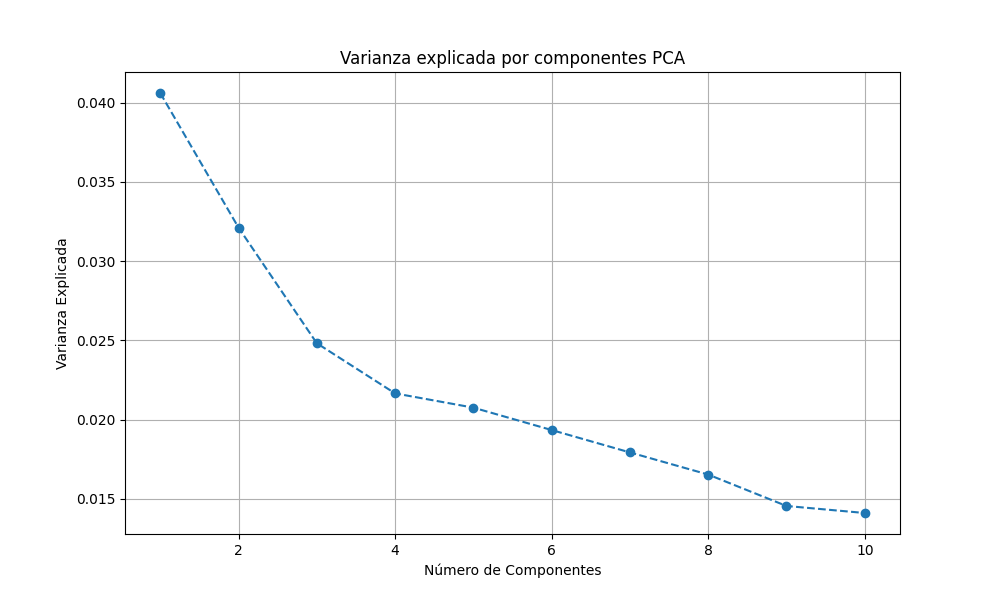 Varianza explicada por componentes PCA
0.040
0.035
0.030
0.025
0.020
0.015
Varianza Explicada
2 4 6 8 10
Número de Componentes